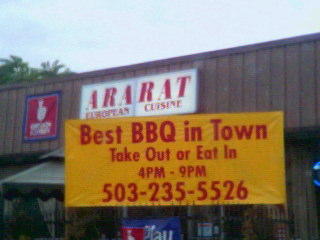 ARARAT
EUROPEAN CUISINE
Best BBQ in Town
Take Out or Eat In
4PM - 9PM
503-235-5526